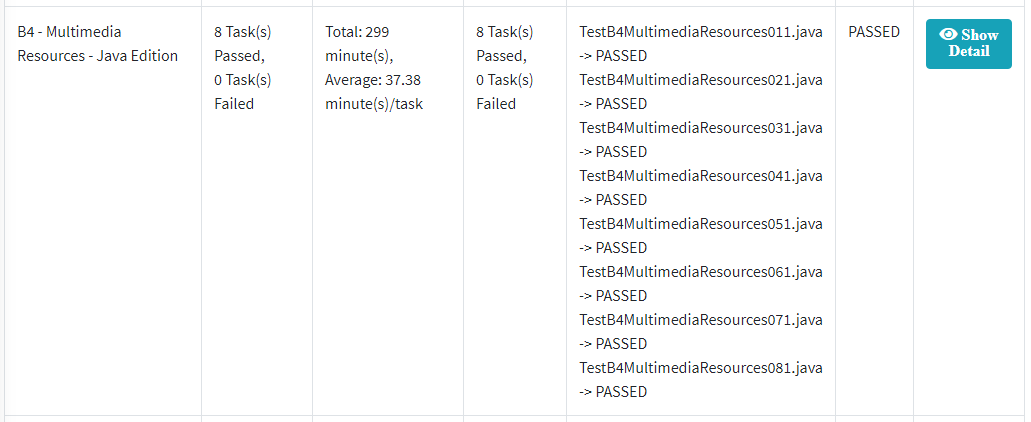 B4 - Multimedia
Resources - Java Edition
8 Task(s)
Passed,
0 Task(s)
Failed
Total: 299
minute(s),
Average: 37.38
minute(s)/task
8 Task(s)
Passed,
0 Task(s)
Failed
TestB4MultimediaResources011.java
-> PASSED
TestB4MultimediaResources021.java
-> PASSED
TestB4MultimediaResources031.java
-> PASSED
TestB4MultimediaResources041.java
-> PASSED
TestB4MultimediaResources051.java
-> PASSED
TestB4MultimediaResources061.java
-> PASSED
TestB4MultimediaResources071.java
-> PASSED
TestB4MultimediaResources081.java
-> PASSED
PASSED
Show
Detail